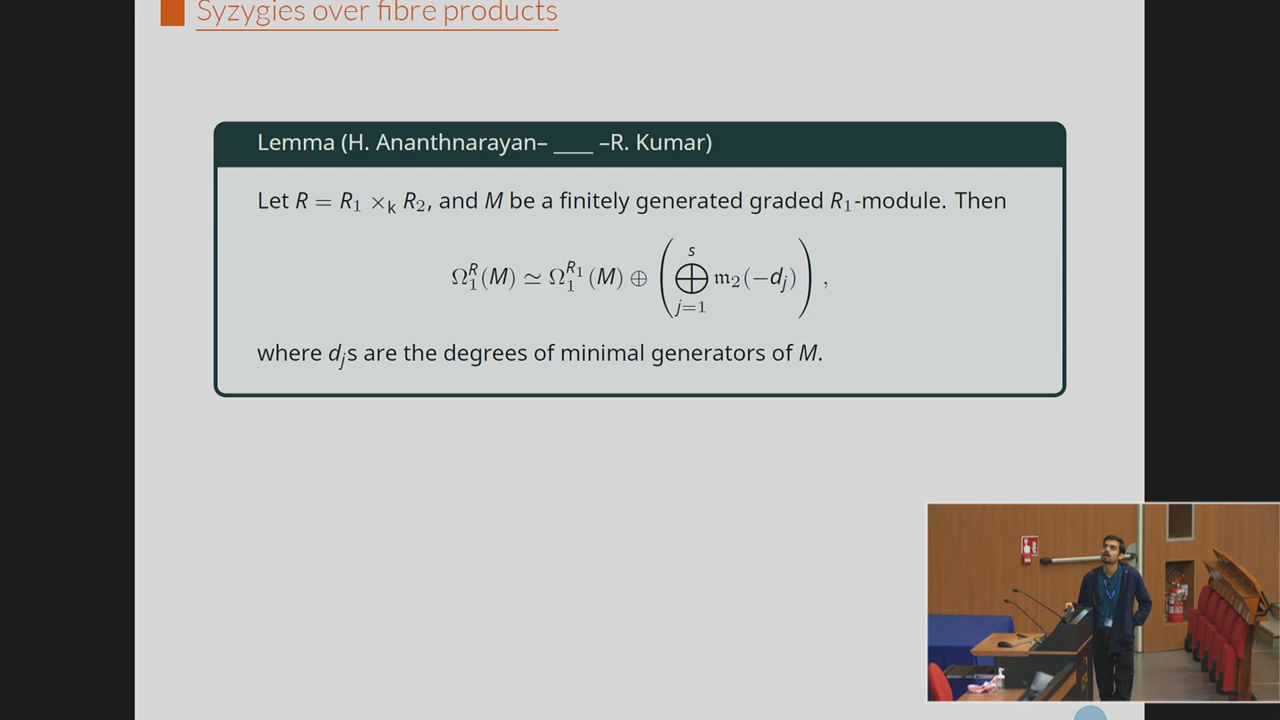 Syzygies over fibre products
Lemma (H. Ananthnarayan– ____ –R. Kumar)
Let R = R₁ ×ₖ R₂, and M be a finitely generated graded R₁-module. Then
Ω₁ᴿ(M) ≃ Ω₁ᴿ¹(M) ⊕ (⊕_{j=1}^{s} 𝔪₂(−dⱼ)),
where dⱼs are the degrees of minimal generators of M.